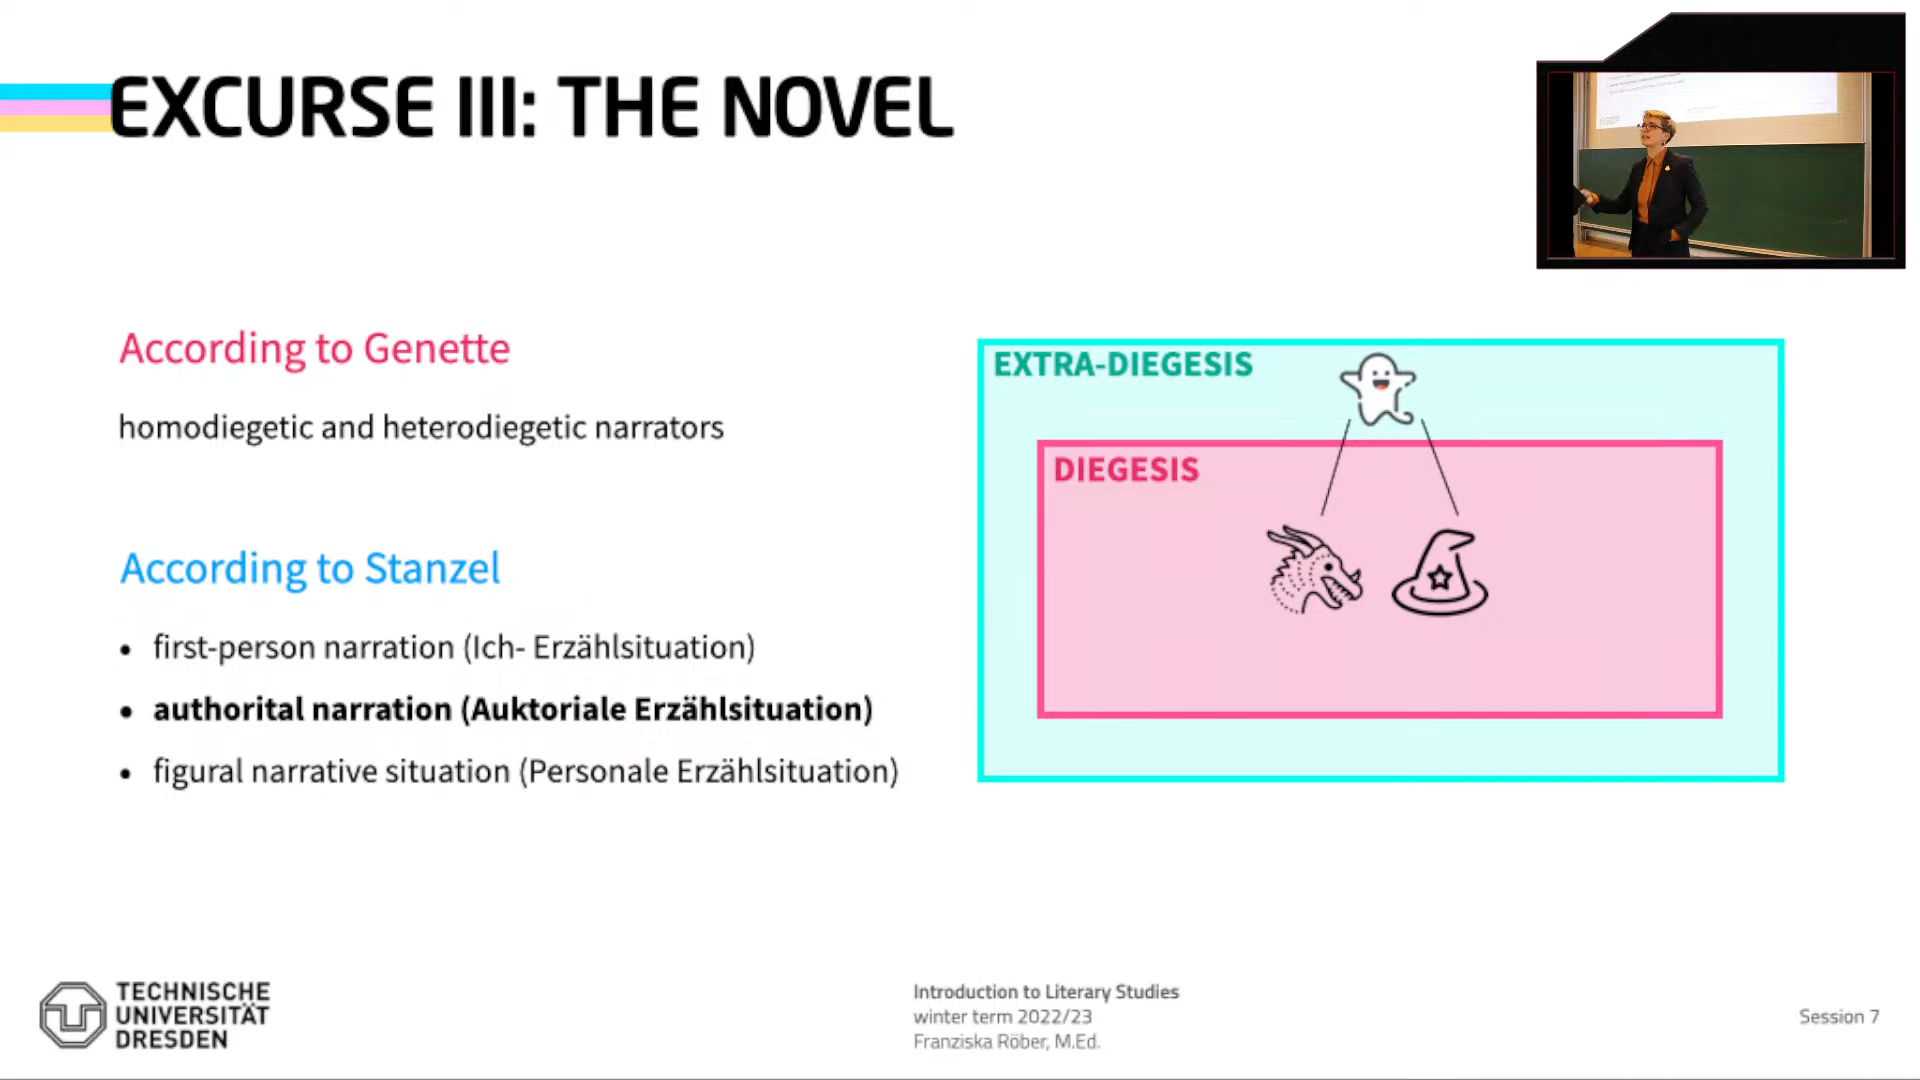 EXCURSE III: THE NOVEL
According to Genette
homodiegetic and heterodiegetic narrators
According to Stanzel
• first-person narration (Ich- Erzählsituation)
• authorital narration (Auktoriale Erzählsituation)
• figural narrative situation (Personale Erzählsituation)
EXTRA-DIEGESIS
DIEGESIS
TECHNISCHE
UNIVERSITÄT
DRESDEN
Introduction to Literary Studies
winter term 2022/23
Franziska Röber, M.Ed.
Session 7